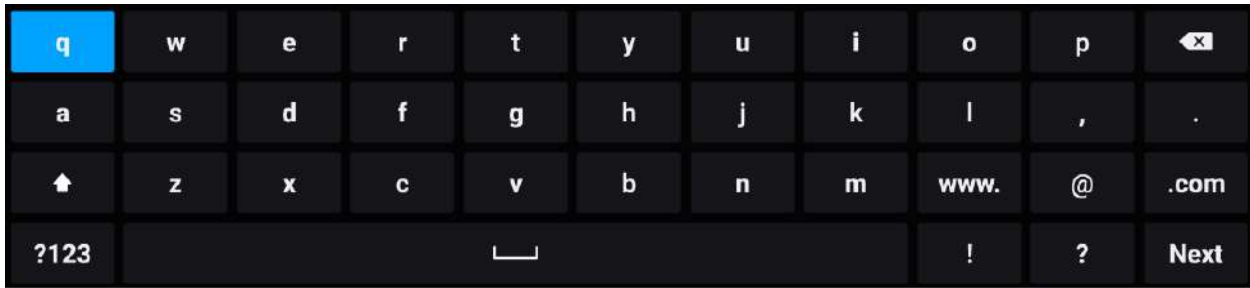 q w e r t y u i o p
a s d f g h j k l , .
z x c v b n m www. @ .com
?123 ! ? Next